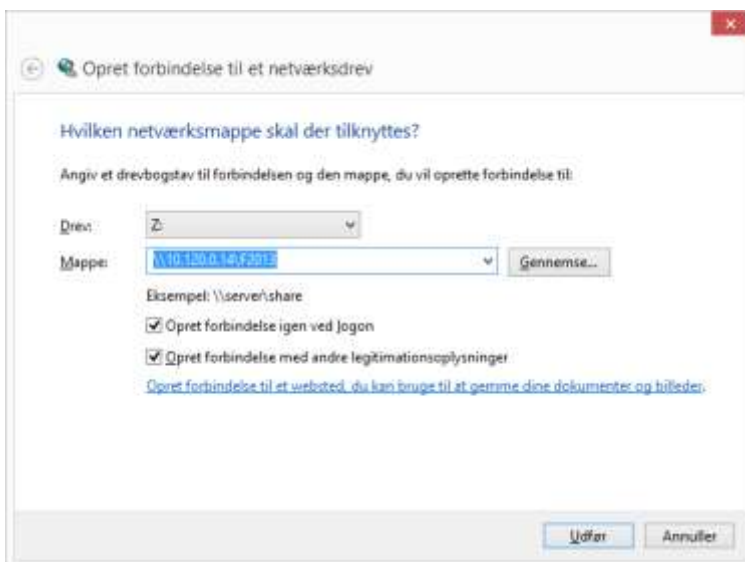 Opret forbindelse til et netværksdrev
Hvilken netværksmappe skal der tilknyttes?
Angiv et drevbogstav til forbindelsen og den mappe, du vil oprette forbindelse til:
Drev: Z:
Mappe: \\10.120.0.14\F2013 Gennemse...
Eksempel: \\server\share
Opret forbindelse igen ved logon
Opret forbindelse med andre legitimationsoplysninger
Opret forbindelse til et websted, du kan bruge til at gemme dine dokumenter og billeder.
Udfør Annuller